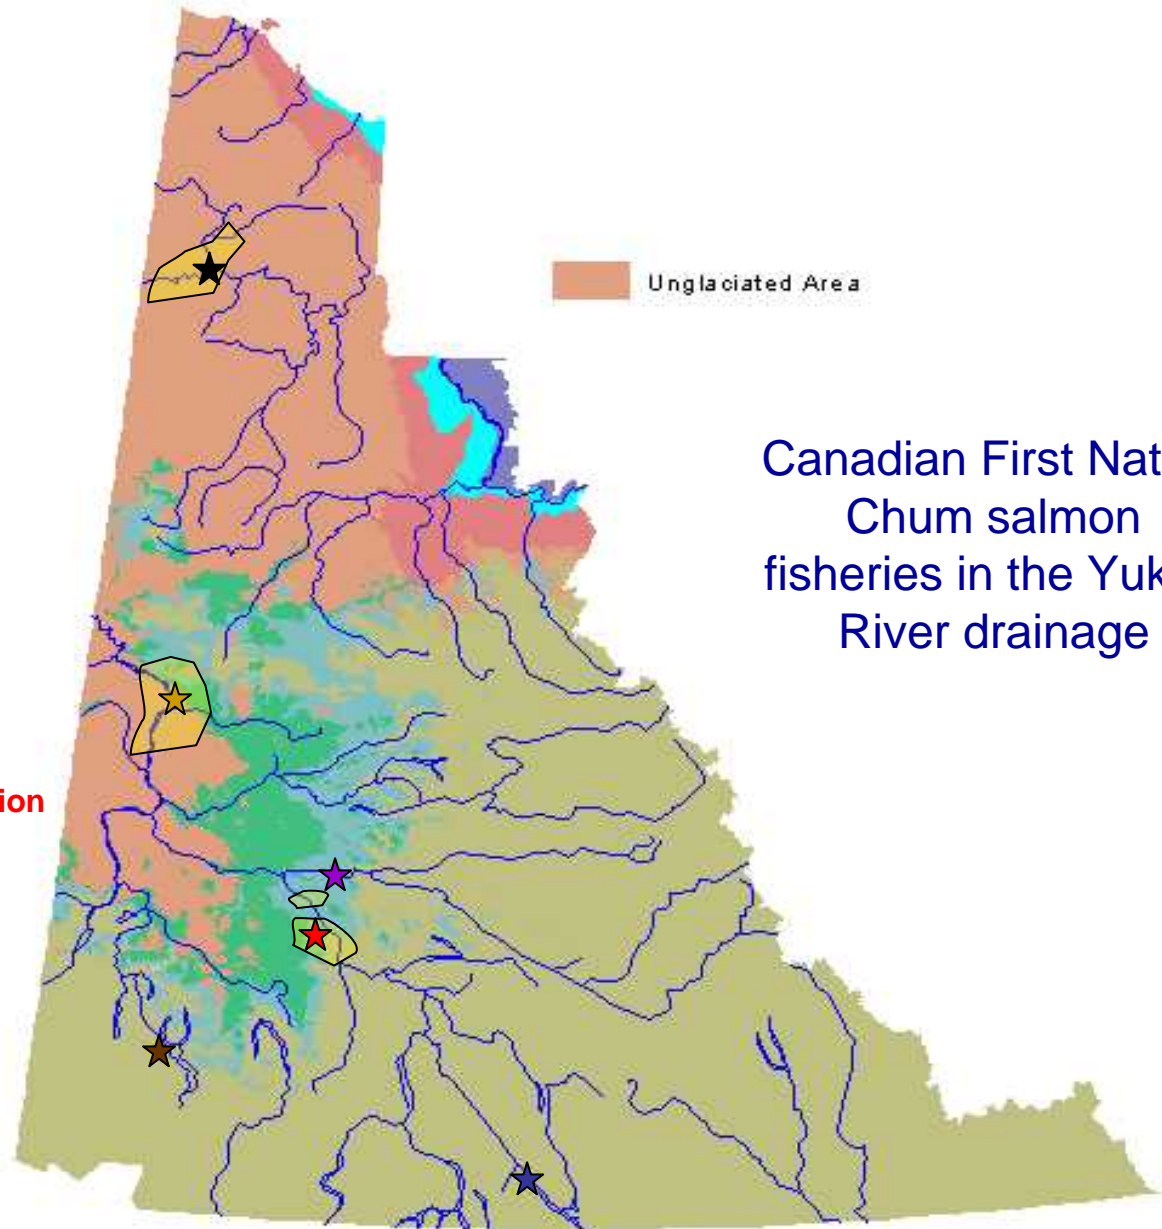 Unglaciated Area
Canadian First Nat
Chum salmon
fisheries in the Yuk
River drainage
ion